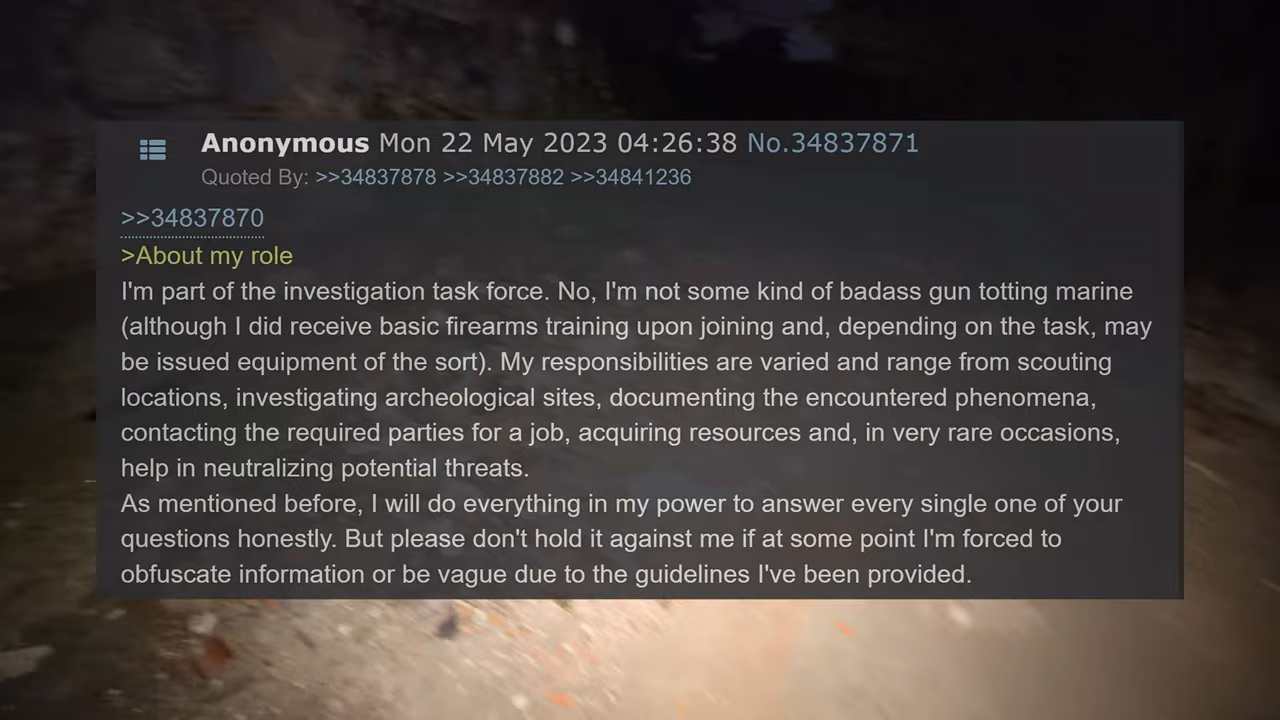 Anonymous Mon 22 May 2023 04:26:38 No.34837871
Quoted By: >>34837878 >>34837882 >>34841236
>>34837870
>About my role
I'm part of the investigation task force. No, I'm not some kind of badass gun totting marine
(although I did receive basic firearms training upon joining and, depending on the task, may
be issued equipment of the sort). My responsibilities are varied and range from scouting
locations, investigating archeological sites, documenting the encountered phenomena,
contacting the required parties for a job, acquiring resources and, in very rare occasions,
help in neutralizing potential threats.
As mentioned before, I will do everything in my power to answer every single one of your
questions honestly. But please don't hold it against me if at some point I'm forced to
obfuscate information or be vague due to the guidelines I've been provided.